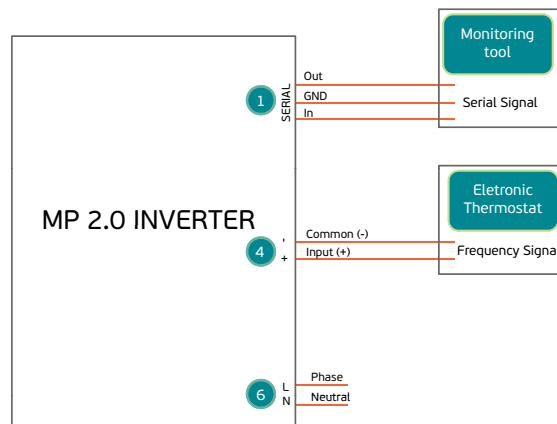 Monitoring
tool
Out
1
SERIAL
GND
Serial Signal
In
Eletronic
Thermostat
MP 2.0 INVERTER
Common (-)
-
4
Input (+)
+
Frequency Signal
Phase
L
6
Neutral
N